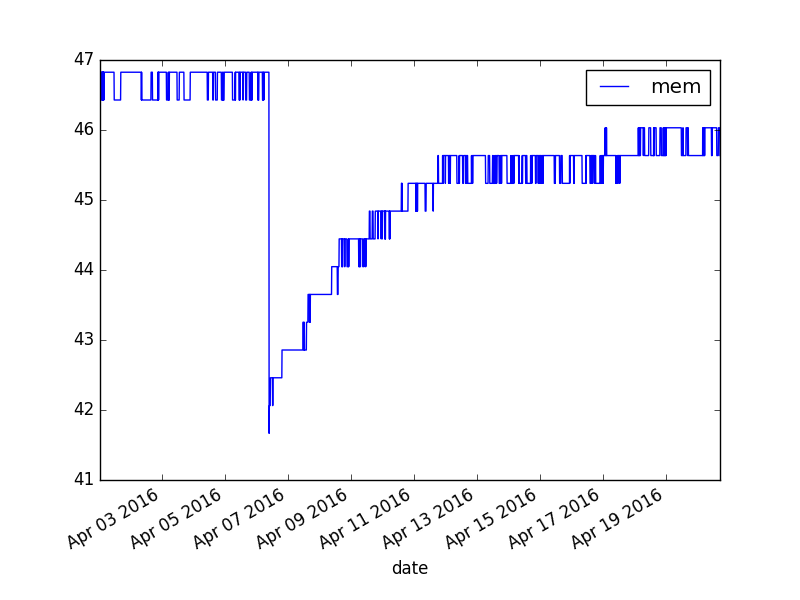 47
mem
46
45
44
43
42
41
Apr 03 2016
Apr 05 2016
Apr 07 2016
Apr 09 2016
Apr 11 2016
Apr 13 2016
Apr 15 2016
Apr 17 2016
Apr 19 2016
date